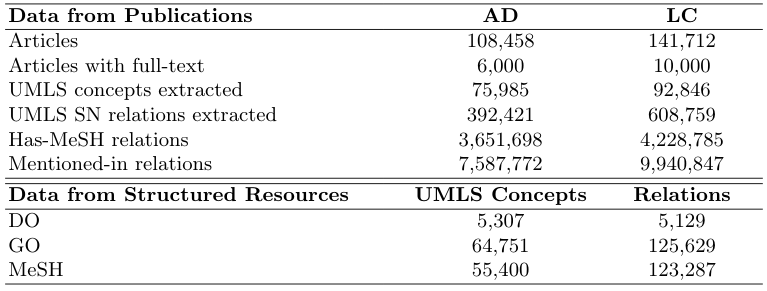 Data from Publications AD LC
Articles 108,458 141,712
Articles with full-text 6,000 10,000
UMLS concepts extracted 75,985 92,846
UMLS SN relations extracted 392,421 608,759
Has-MeSH relations 3,651,698 4,228,785
Mentioned-in relations 7,587,772 9,940,847
Data from Structured Resources UMLS Concepts Relations
DO 5,307 5,129
GO 64,751 125,629
MeSH 55,400 123,287